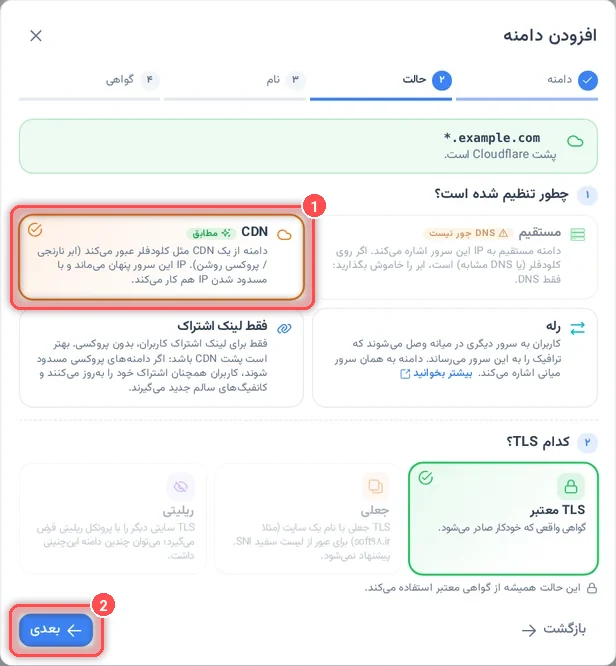 افزودن دامنه
دامنه
۲ حالت
۳ نام
۴ گواهی
*.example.com
پشت Cloudflare است.
۱ چطور تنظیم شده است؟
مستقیم DNS جور نیست
دامنه مستقیم به IP این سرور اشاره می‌کند. اگر روی
کلودفلر (یا DNS مشابه) است، ابر را خاموش بگذارید:
فقط DNS.
1
CDN مطابق
دامنه از یک CDN مثل کلودفلر عبور می‌کند (ابر نارنجی
/ پروکسی روشن). IP این سرور پنهان می‌ماند و با
مسدود شدن IP هم کار می‌کند.
رله
کاربران به سرور دیگری در میانه وصل می‌شوند که
ترافیک را به این سرور می‌رساند. دامنه به همان سرور
میانی اشاره می‌کند. بیشتر بخوانید
فقط لینک اشتراک
فقط برای لینک اشتراک کاربران، بدون پروکسی. بهتر
است پشت CDN باشد: اگر دامنه‌های پروکسی مسدود
شوند، کاربران همچنان اشتراک خود را به‌روز می‌کنند و
کانفیگ‌های سالم جدید می‌گیرند.
۲ کدام TLS؟
TLS معتبر
گواهی واقعی که خودکار صادر می‌شود.
جعلی
TLS جعلی با نام یک سایت (مثلا
soft98.ir) برای عبور از لیست سفید SNI.
پیشنهاد نمی‌شود.
ریلیتی
TLS سایتی دیگر را با پروتکل ریلیتی قرض
می‌گیرد؛ می‌توان چندین دامنه این‌چنینی
داشت.
این حالت همیشه از گواهی معتبر استفاده می‌کند.
بازگشت
2
بعدی